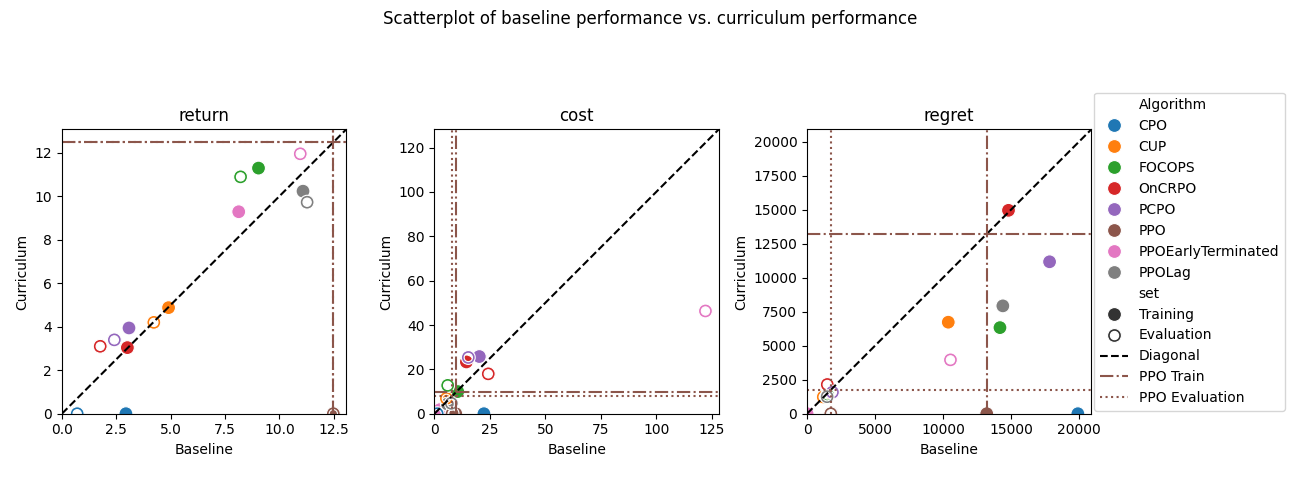 Scatterplot of baseline performance vs. curriculum performance
return
Curriculum
12
10
8
6
4
2
0
0.0
2.5
5.0
7.5
10.0
12.5
Baseline
cost
Curriculum
120
100
80
60
40
20
0
0
25
50
75
100
125
Baseline
regret
Curriculum
20000
17500
15000
12500
10000
7500
5000
2500
0
0
5000
10000
15000
20000
Baseline
Algorithm
CPO
CUP
FOCOPS
OnCRPO
PCPO
PPO
PPOEarlyTerminated
PPOLag
set
Training
Evaluation
Diagonal
PPO Train
PPO Evaluation